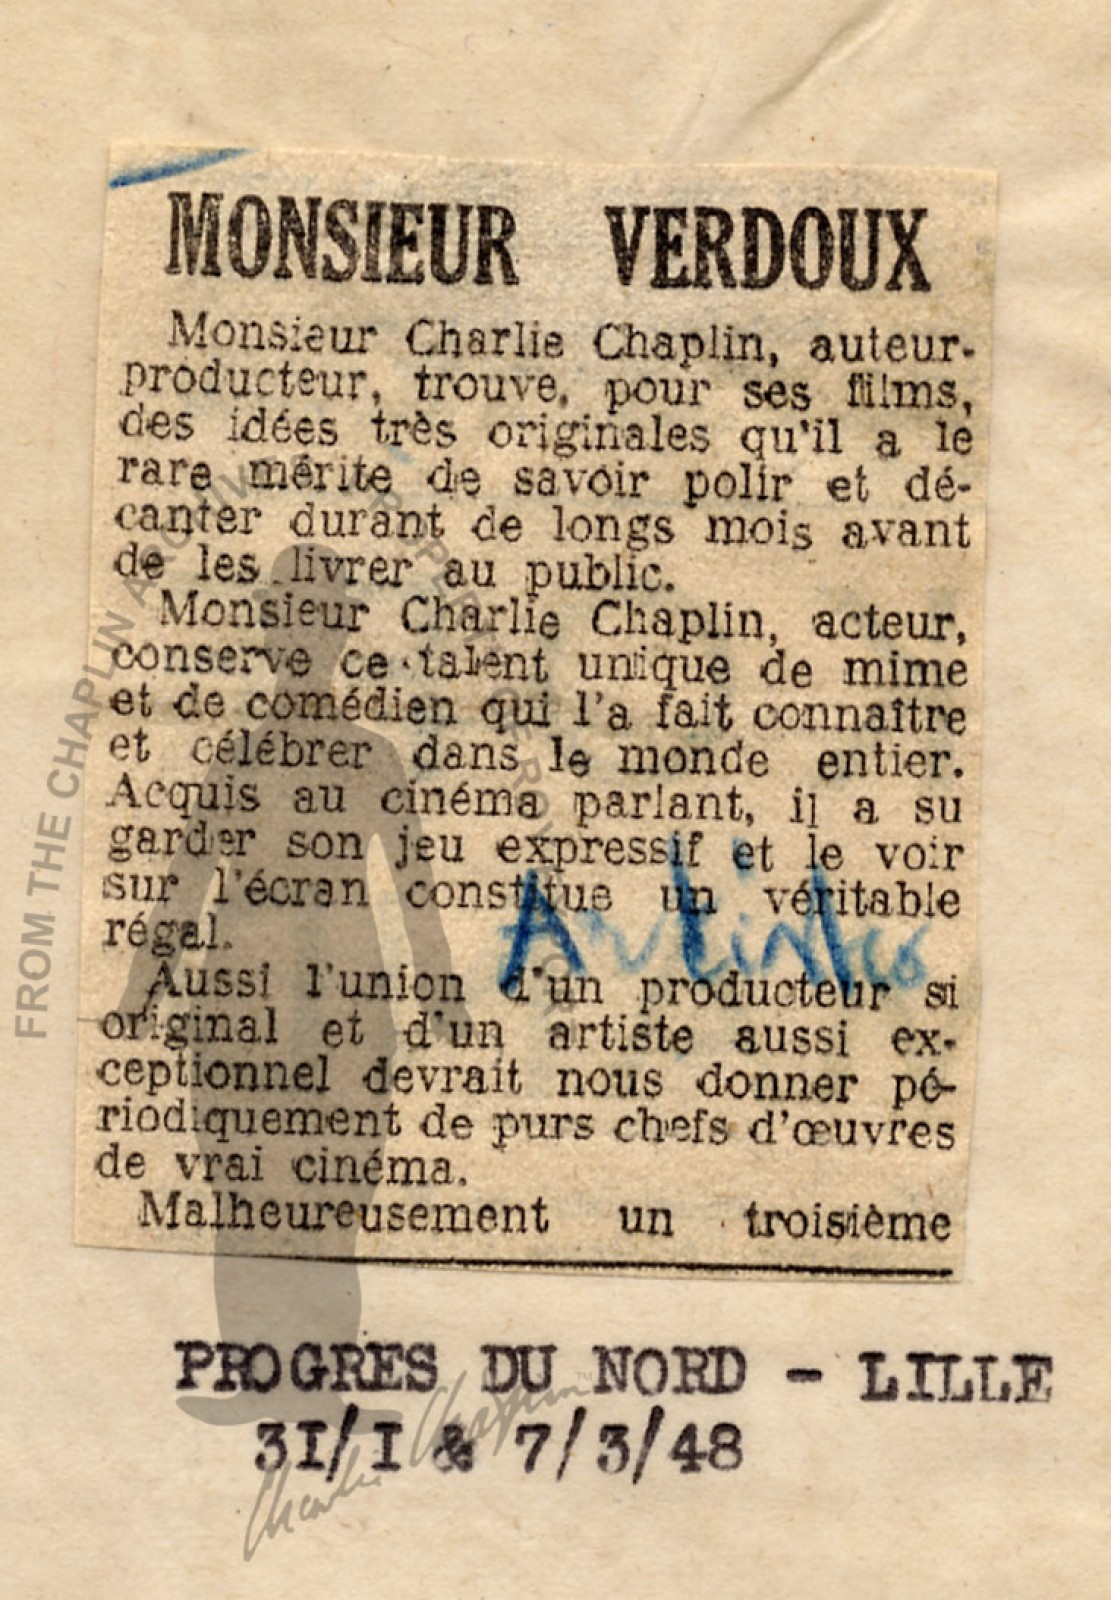 MONSIEUR VERDOUX
Monsieur Charlie Chaplin, auteur-
producteur, trouve, pour ses films,
des idées très originales qu'il a le
rare mérite de savoir polir et dé-
canter durant de longs mois avant
de les livrer au public.
Monsieur Charlie Chaplin, acteur,
conserve ce talent unique de mime
et de comédien qui l'a fait connaître
et célébrer dans le monde entier.
Acquis au cinéma parlant, il a su
garder son jeu expressif et le voir
sur l'écran constitue un véritable
régal.
Aussi l'union d'un producteur si
original et d'un artiste aussi ex-
ceptionnel devrait nous donner pé-
riodiquement de purs chefs d'œuvres
de vrai cinéma.
Malheureusement un troisième
PROGRES DU NORD - LILLE
31/1 & 7/3/48
FROM THE CHAPLIN ARCHIVES
Charlie Chaplin